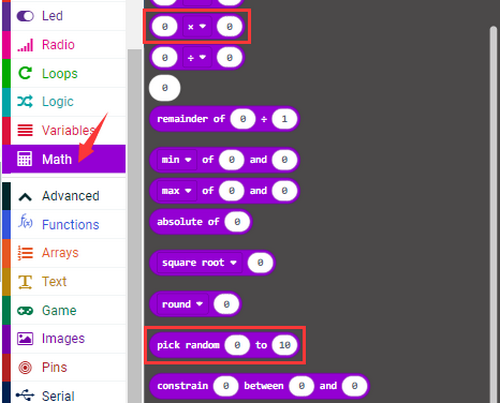 Led
Radio
Loops
Logic
Variables
Math
Advanced
Functions
Arrays
Text
Game
Images
Pins
Serial
0 × 0
0 ÷ 0
0
remainder of 0 ÷ 1
min of 0 and 0
max of 0 and 0
absolute of 0
square root 0
round 0
pick random 0 to 10
constrain 0 between 0 and 0